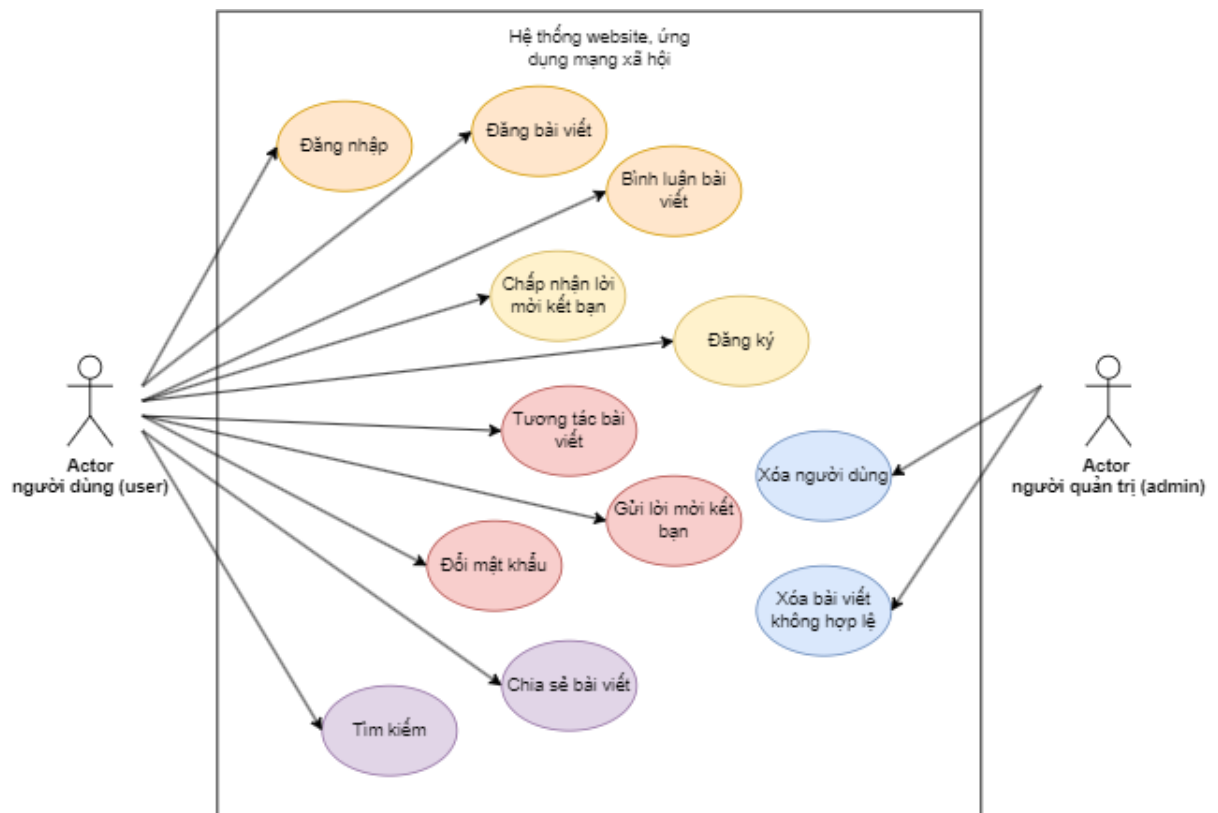 Hệ thống website, ứng
dụng mạng xã hội
Đăng nhập
Đăng bài viết
Bình luận bài
viết
Chấp nhận lời
mời kết bạn
Đăng ký
Tương tác bài
viết
Actor
người dùng (user)
Xóa người dùng
Actor
người quản trị (admin)
Gửi lời mời kết
bạn
Đổi mật khẩu
Xóa bài viết
không hợp lệ
Chia sẻ bài viết
Tìm kiếm